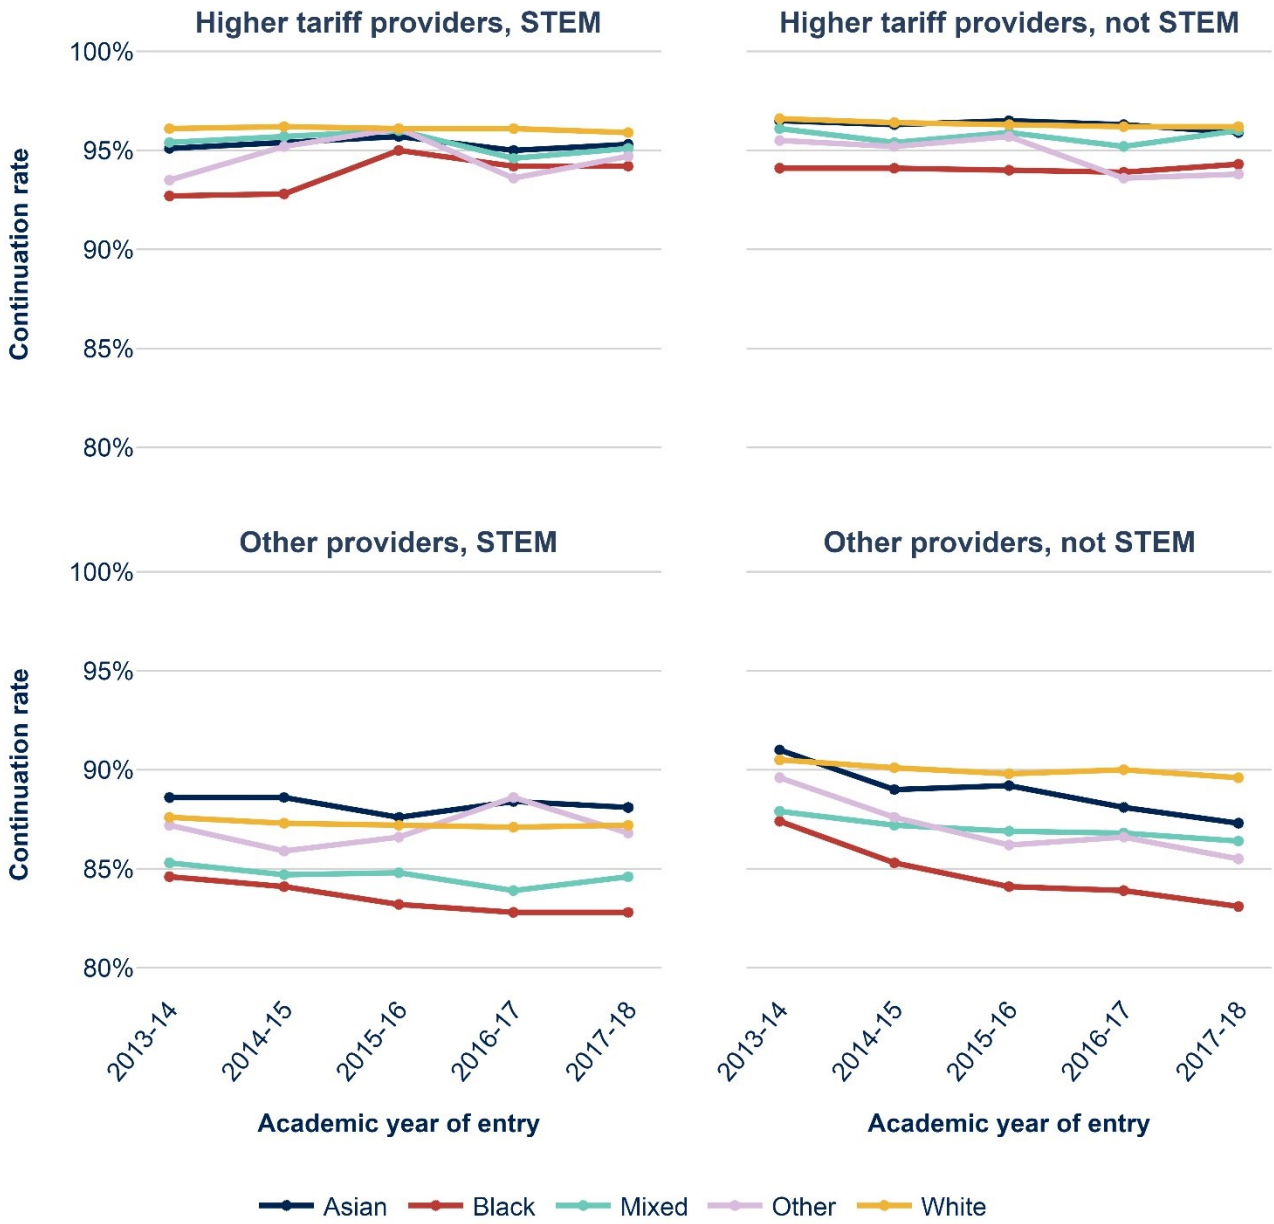 Higher tariff providers, STEM
Higher tariff providers, not STEM
100%
95%
90%
85%
80%
Continuation rate
Other providers, STEM
Other providers, not STEM
100%
95%
90%
85%
80%
Continuation rate
2013-14
2014-15
2015-16
2016-17
2017-18
2013-14
2014-15
2015-16
2016-17
2017-18
Academic year of entry
Academic year of entry
Asian
Black
Mixed
Other
White